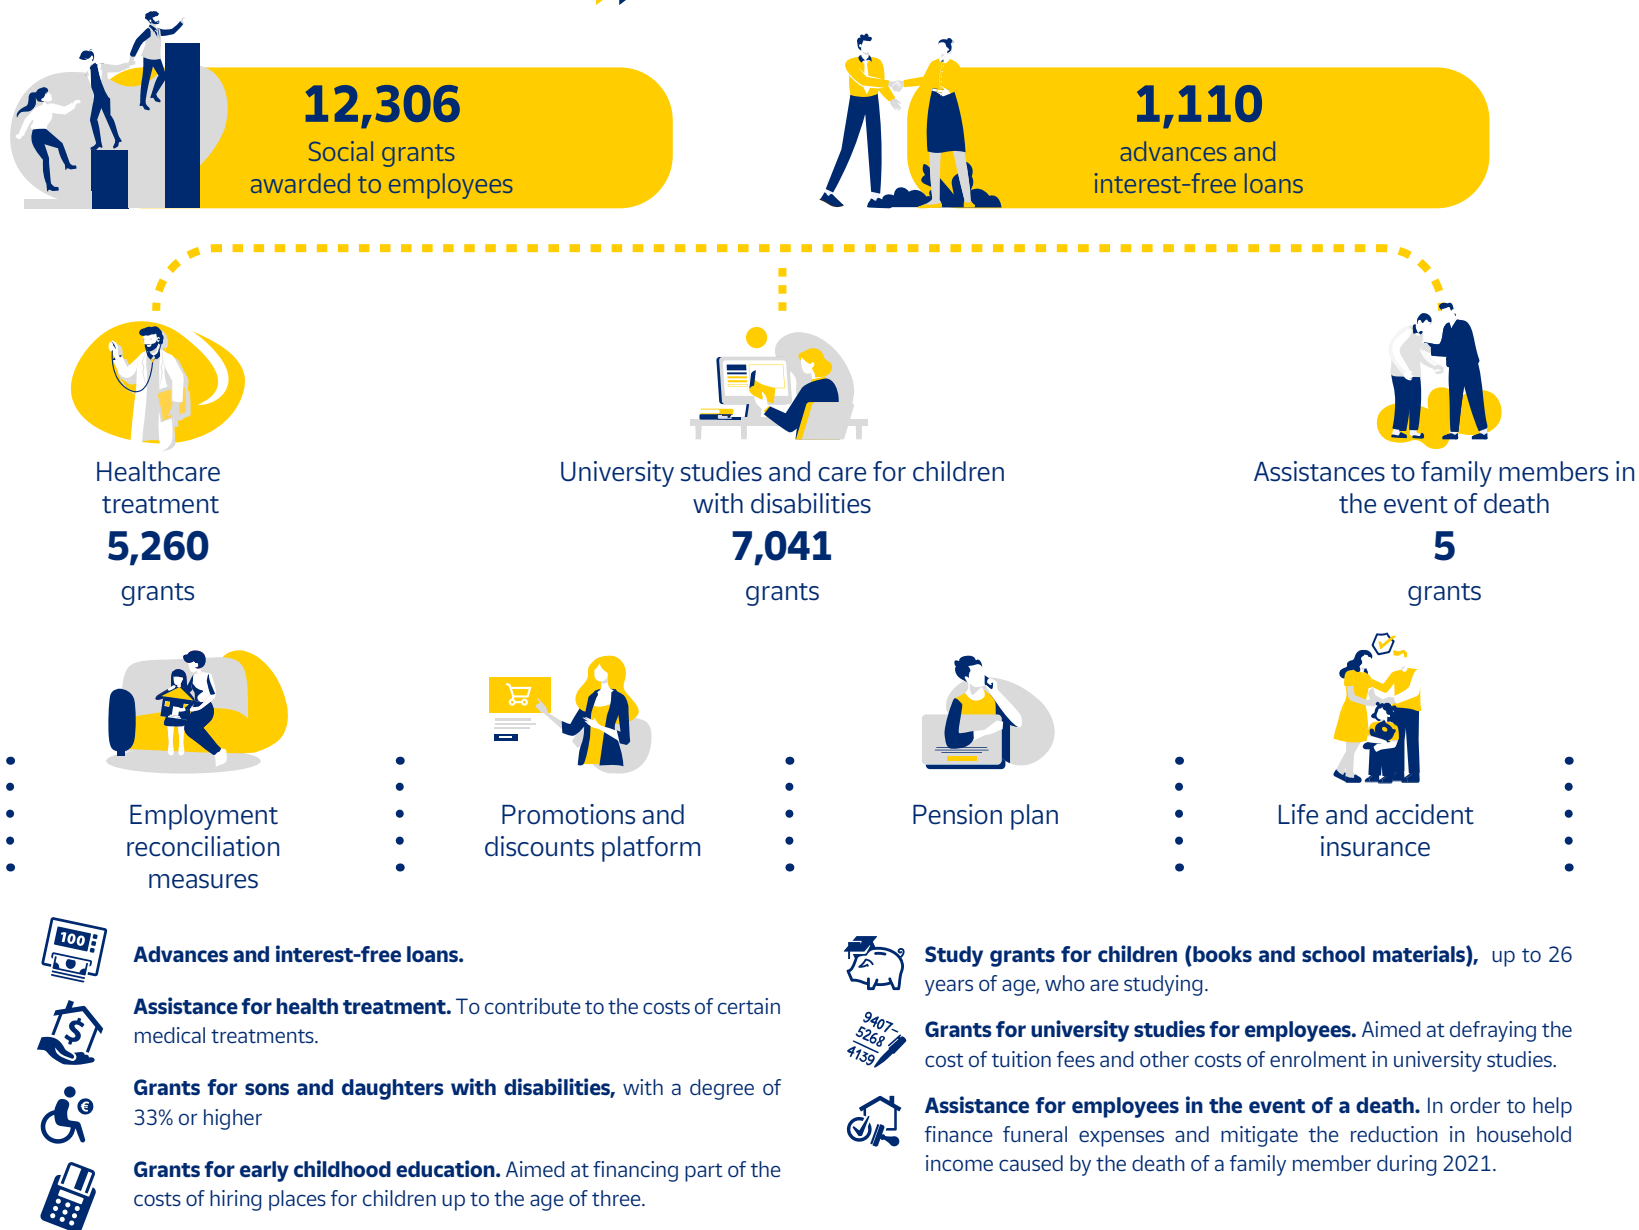 12,306
Social grants
awarded to employees
1,110
advances and
interest-free loans
Healthcare
treatment
5,260
grants
University studies and care for children
with disabilities
7,041
grants
Assistances to family members in
the event of death
5
grants
Employment
reconciliation
measures
Promotions and
discounts platform
Pension plan
Life and accident
insurance
100
Advances and interest-free loans.
$
Assistance for health treatment. To contribute to the costs of certain
medical treatments.
€
Grants for sons and daughters with disabilities, with a degree of
33% or higher
Grants for early childhood education. Aimed at financing part of the
costs of hiring places for children up to the age of three.
Study grants for children (books and school materials), up to 26
years of age, who are studying.
9407-
5268
4139
Grants for university studies for employees. Aimed at defraying the
cost of tuition fees and other costs of enrolment in university studies.
Assistance for employees in the event of a death. In order to help
finance funeral expenses and mitigate the reduction in household
income caused by the death of a family member during 2021.